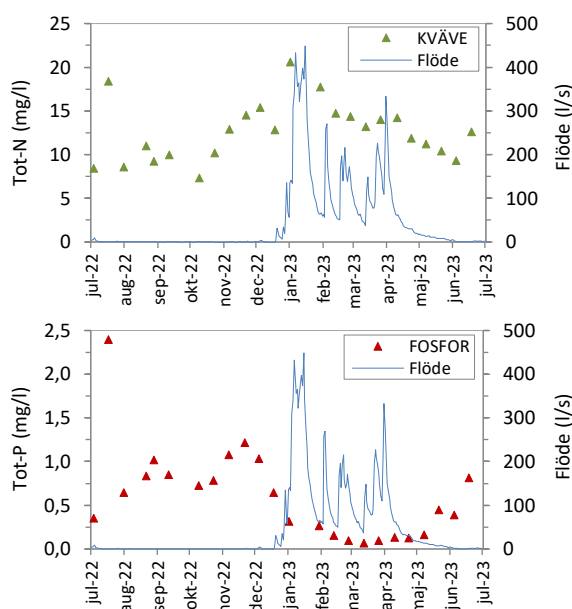 Tot-N (mg/l)
25
20
15
10
5
0
KVÄVE
Flöde
500
400
300
200
100
0
Flöde (l/s)
jul-22
aug-22
sep-22
okt-22
nov-22
dec-22
jan-23
feb-23
mar-23
apr-23
maj-23
jun-23
jul-23
Tot-P (mg/l)
2,5
2,0
1,5
1,0
0,5
0,0
FOSFOR
Flöde
500
400
300
200
100
0
Flöde (l/s)
jul-22
aug-22
sep-22
okt-22
nov-22
dec-22
jan-23
feb-23
mar-23
apr-23
maj-23
jun-23
jul-23